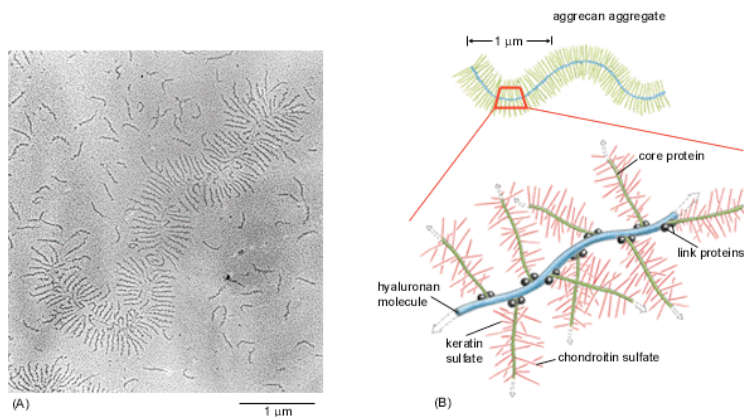 aggrecan aggregate
1 μm
core protein
link proteins
hyaluronan
molecule
keratin
sulfate
chondroitin sulfate
(A)
1 μm
(B)